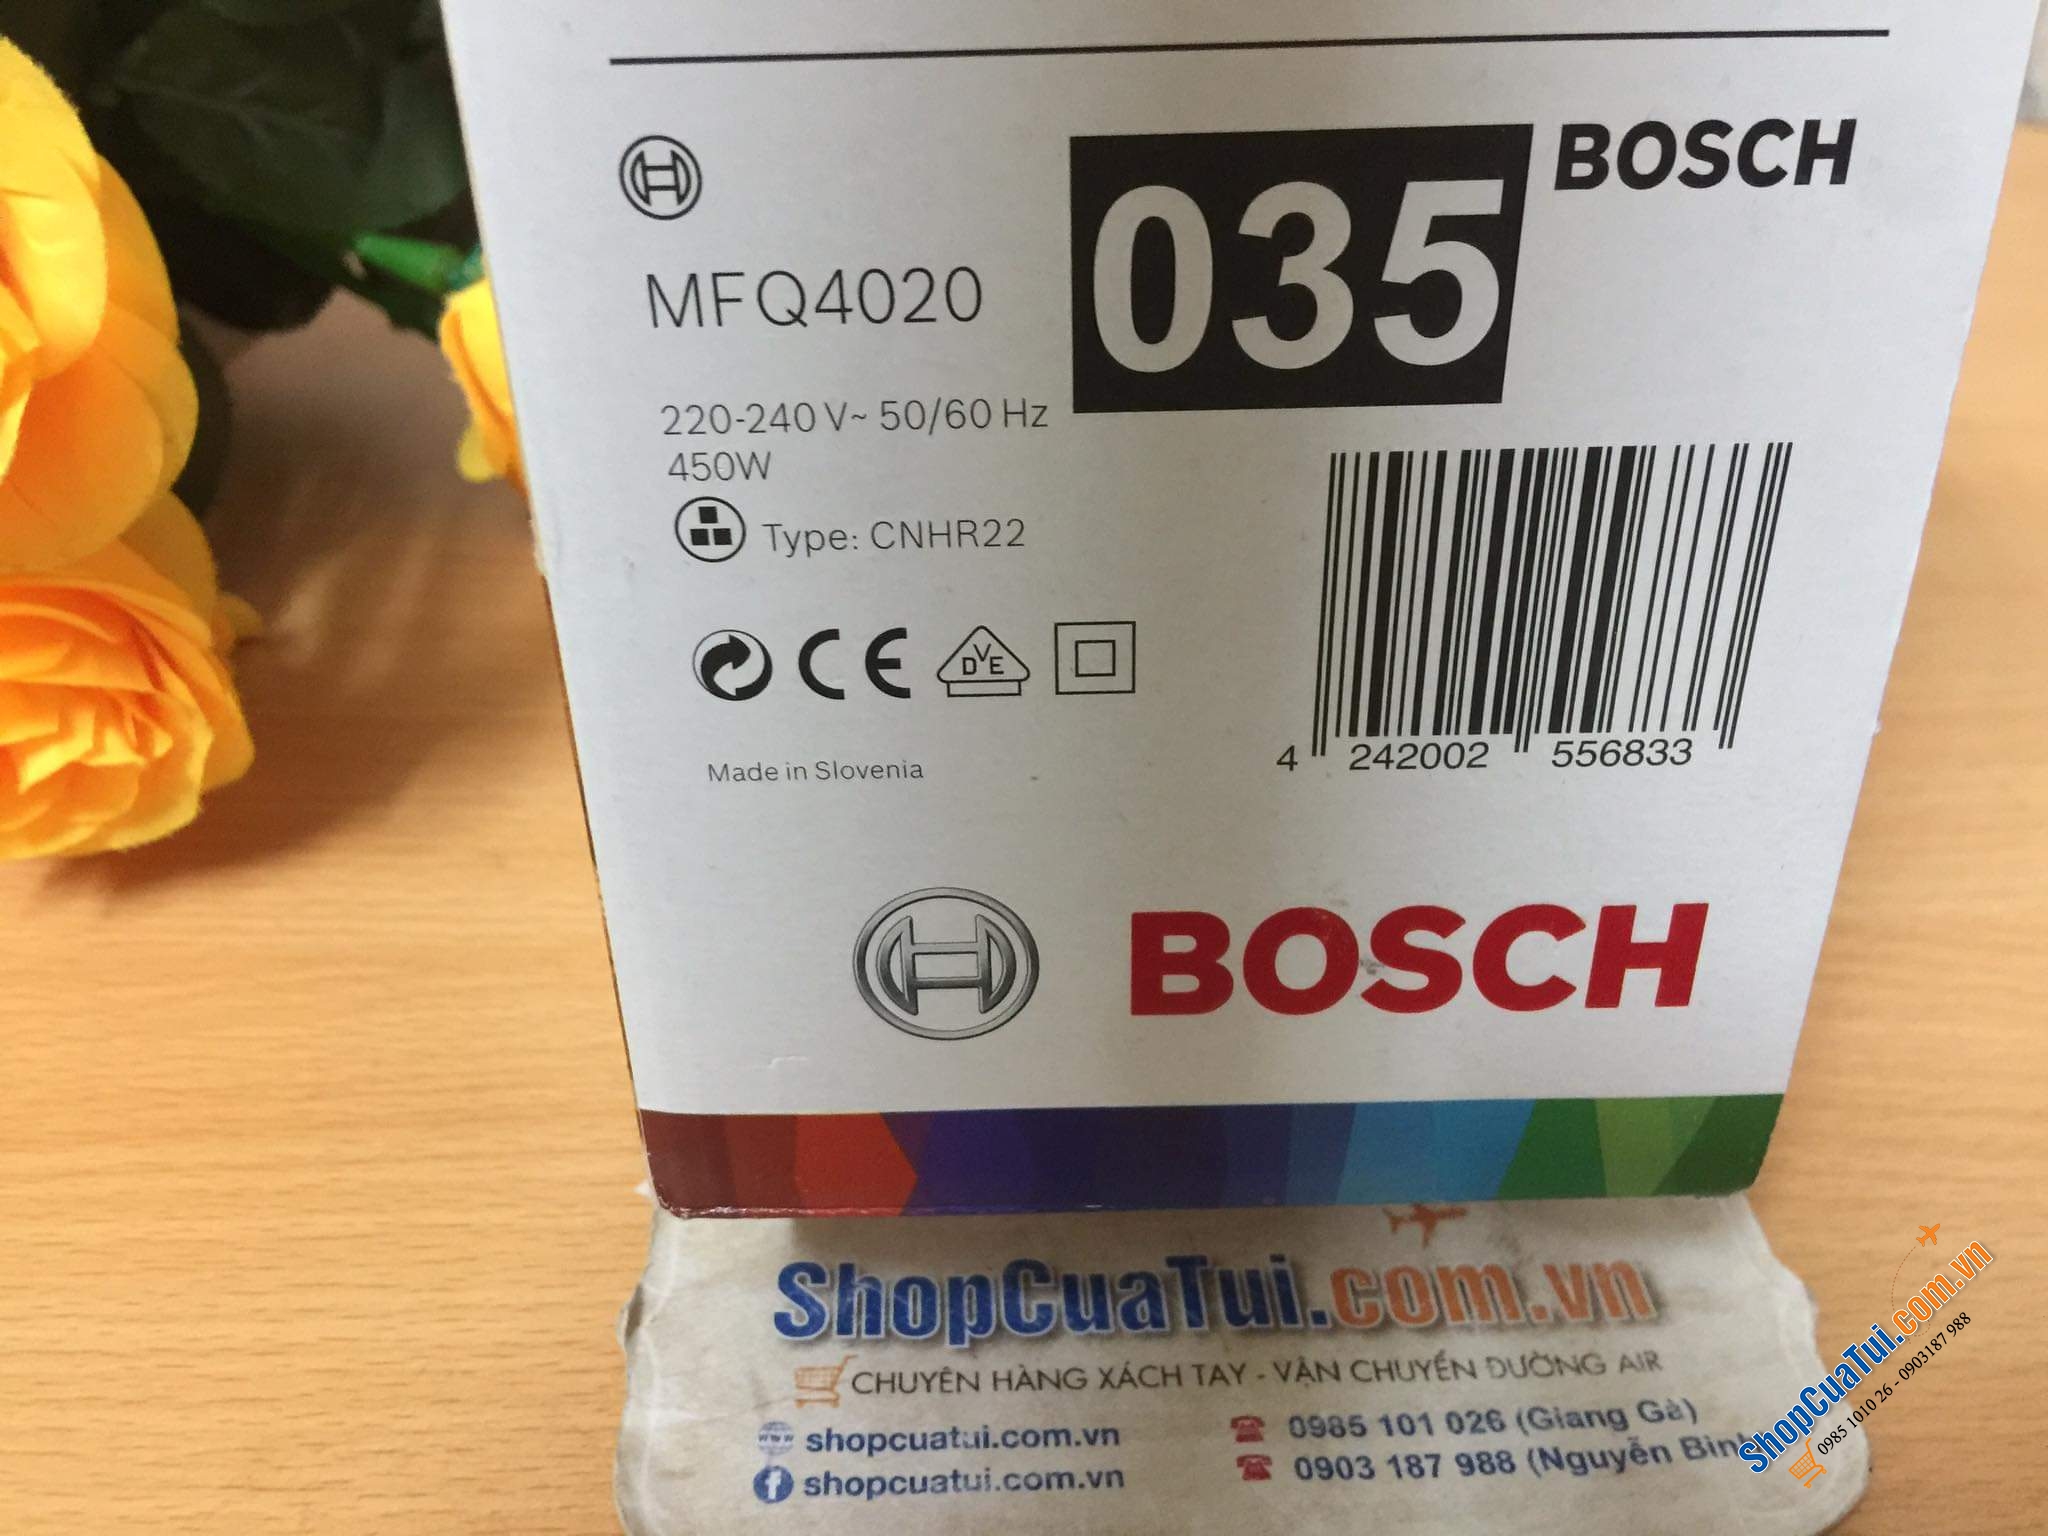 035
BOSCH
MFQ4020
220-240 V~ 50/60 Hz
450W
Type: CNHR22
CE
DVE
Made in Slovenia
4 242002 556833
BOSCH
ShopCuaTui.com.vn
CHUYÊN HÀNG XÁCH TAY - VẬN CHUYỂN ĐƯỜNG AIR
www shopcuatui.com.vn
0985 101 026 (Giang Gà)
f shopcuatui.com.vn
0903 187 988 (Nguyễn Bình
ShopCuaTui.com.vn
0985 1010 26 - 0903187 988